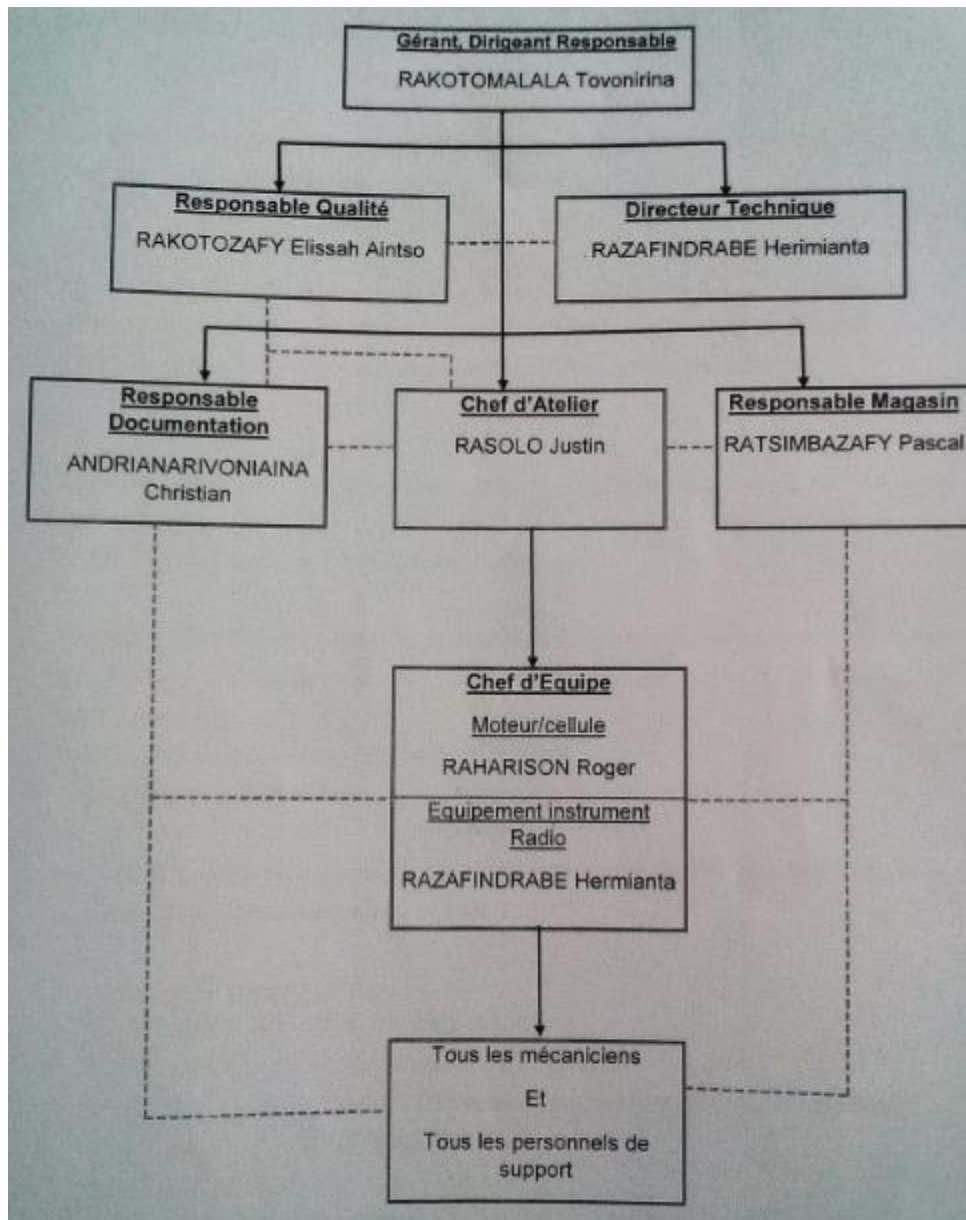 Gérant, Dirigeant Responsable
RAKOTOMALALA Tovonirina
Responsable Qualité
RAKOTOZAFY Elissah Aintso
Directeur Technique
RAZAFINDRABE Herimianta
Responsable
Documentation
ANDRIANARIVONIAINA
Christian
Chef d'Atelier
RASOLO Justin
Responsable Magasin
RATSIMBAZAFY Pascal
Chef d'Equipe
Moteur/cellule
RAHARISON Roger
Equipement instrument
Radio
RAZAFINDRABE Hermianta
Tous les mécaniciens
Et
Tous les personnels de
support